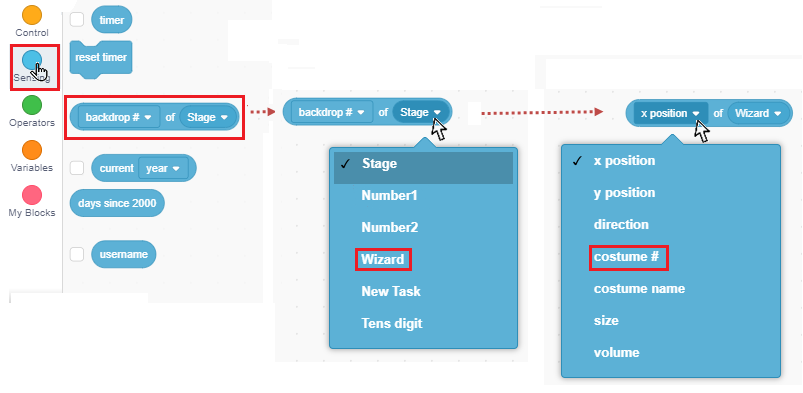 Control
Sensing
Operators
Variables
My Blocks
timer
reset timer
backdrop # of Stage
current year
days since 2000
username
backdrop # of Stage
Stage
Number1
Number2
Wizard
New Task
Tens digit
x position of Wizard
x position
y position
direction
costume #
costume name
size
volume